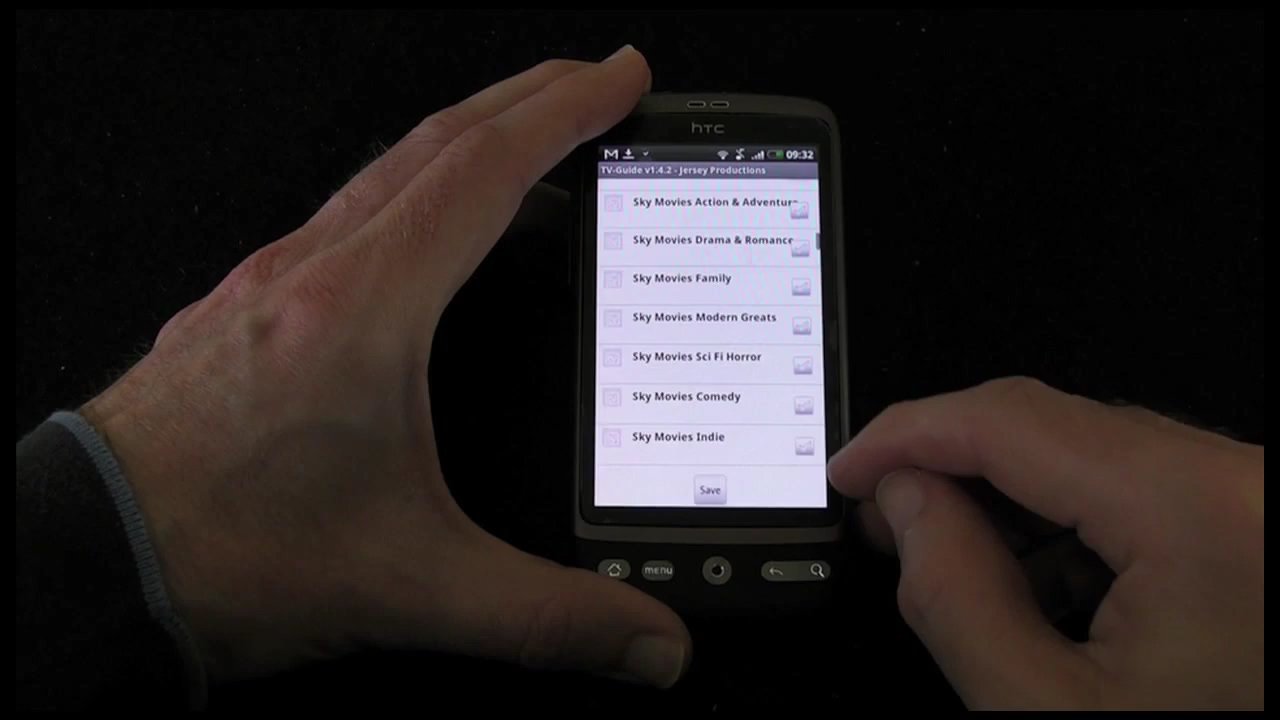 hTC
09:32
TV-Guide v1.4.2 - Jersey Productions
Sky Movies Action & Adventure
Sky Movies Drama & Romance
Sky Movies Family
Sky Movies Modern Greats
Sky Movies Sci Fi Horror
Sky Movies Comedy
Sky Movies Indie
Save
menu